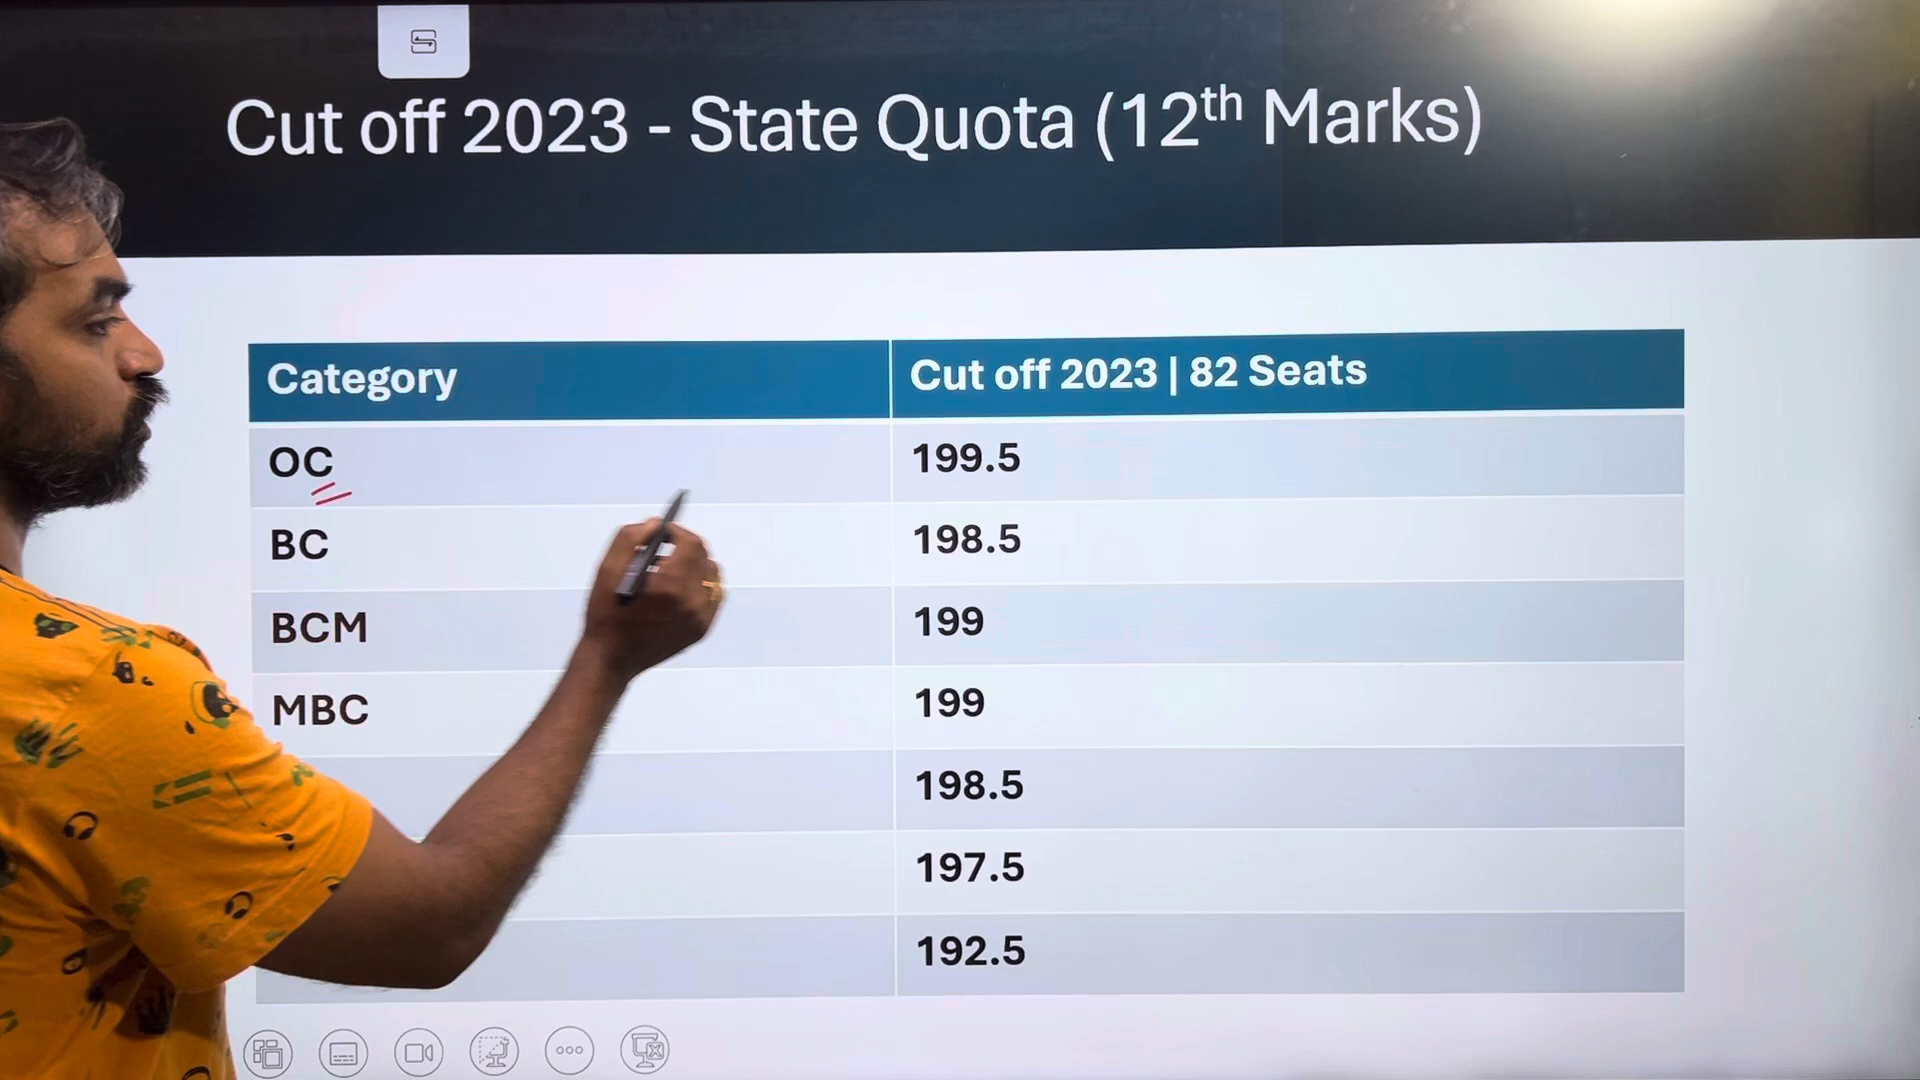 Cut off 2023 - State Quota (12th Marks)
Category Cut off 2023 | 82 Seats
OC 199.5
BC 198.5
BCM 199
MBC 199
198.5
197.5
192.5